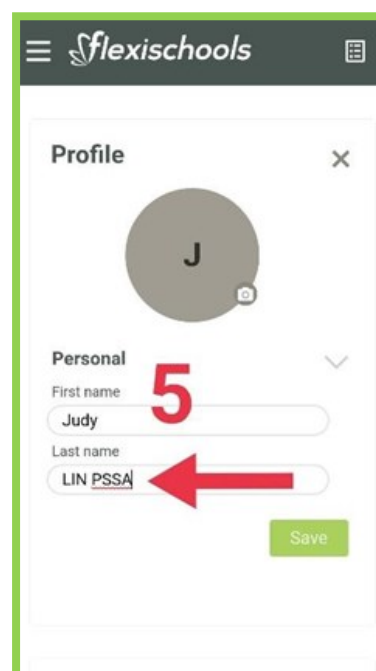 flexischools
Profile
J
Personal
5
First name
Judy
Last name
LIN PSSA
Save